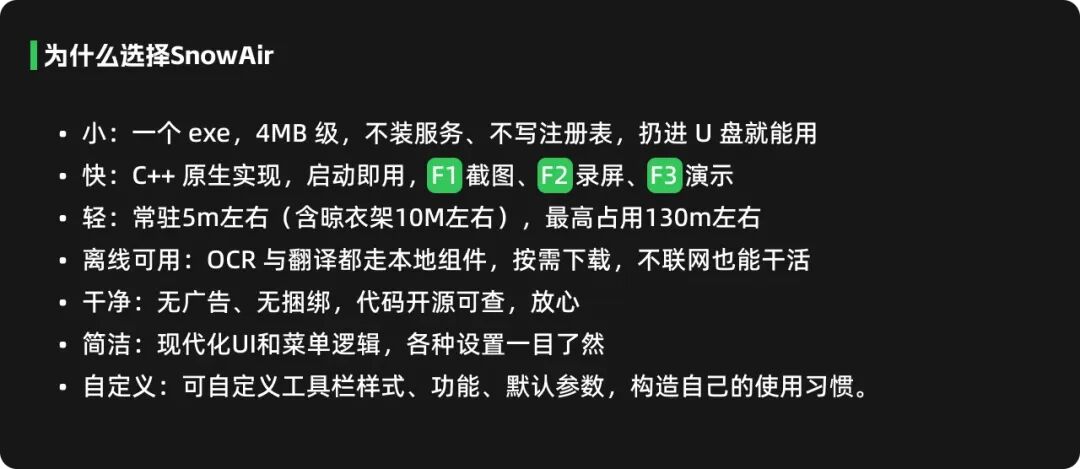 为什么选择SnowAir
• 小：一个 exe，4MB 级，不装服务、不写注册表，扔进 U 盘就能用
• 快：C++ 原生实现，启动即用，F1 截图、F2 录屏、F3 演示
• 轻：常驻5m左右（含晾衣架10M左右），最高占用130m左右
• 离线可用：OCR 与翻译都走本地组件，按需下载，不联网也能干活
• 干净：无广告、无捆绑，代码开源可查，放心
• 简洁：现代化UI和菜单逻辑，各种设置一目了然
• 自定义：可自定义工具栏样式、功能、默认参数，构造自己的使用习惯。